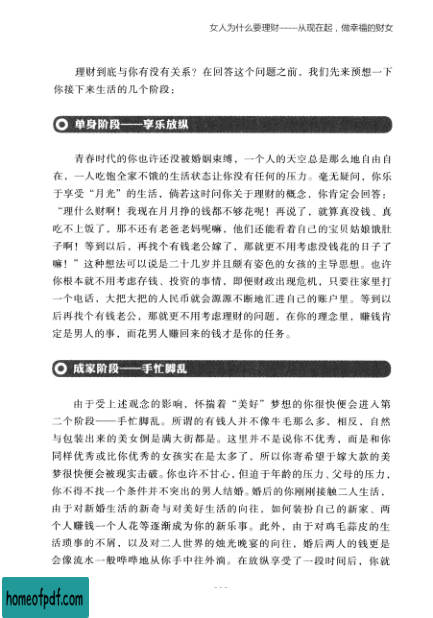 女人为什么要理财——从现在起，做幸福的财女
理财到底与你有没有关系？在回答这个问题之前，我们先来预想一下
你接下来生活的几个阶段：
单身阶段——享乐放纵
青春时代的你也许还没被婚姻束缚，一个人的天空总是那么地自由自
在，一人吃饱全家不饿的生活状态让你没有任何的压力。毫无疑问，你乐
于享受“月光”的生活，倘若这时问你关于理财的概念，你肯定会回答：
“理什么财啊！我现在月月挣的钱都不够花呢！再说了，就算真没钱、真
吃不上饭了，那不还有老爸老妈呢嘛，他们还能看着自己的宝贝姑娘饿肚
子啊！等到以后，再找个有钱老公嫁了，那就更不用考虑没钱花的日子了
嘛！”这种想法可以说是二十几岁并且颇有姿色的女孩的主导思想。也许
你根本就不用考虑存钱、投资的事情，即便财政出现危机，只要往家里打
一个电话，大把大把的人民币就会源源不断地汇进自己的账户里。等到以
后再找个有钱老公，那就更不用考虑理财的问题，在你的理念里，赚钱肯
定是男人的事，而花男人赚回来的钱才是你的任务。
成家阶段——手忙脚乱
由于受上述观念的影响，怀揣着“美好”梦想的你很快便会进入第
二个阶段——手忙脚乱。所谓的有钱人并不像牛毛那么多，相反，自然
与包装出来的美女倒是满大街都是。这里并不是说你不优秀，而是和你
同样优秀或比你优秀的女孩实在是太多了，所以你寄希望于嫁大款的美
梦很快便会被现实击破。你也许不甘心，但迫于年龄的压力、父母的压力，
你不得不找一个条件并不突出的男人结婚。婚后的你刚刚接触二人生活，
由于对新婚生活的新奇与对美好生活的向往，如何装扮自己的新家、两
个人赚钱一个人花等逐渐成为你的新乐事。此外，由于对鸡毛蒜皮的生
活琐事的不屑，以及对二人世界的烛光晚宴的向往，婚后两人的钱更是
会像流水一般哗哗地从你手中往外淌。在放纵享受了一段时间后，你就
homeofpdf.com